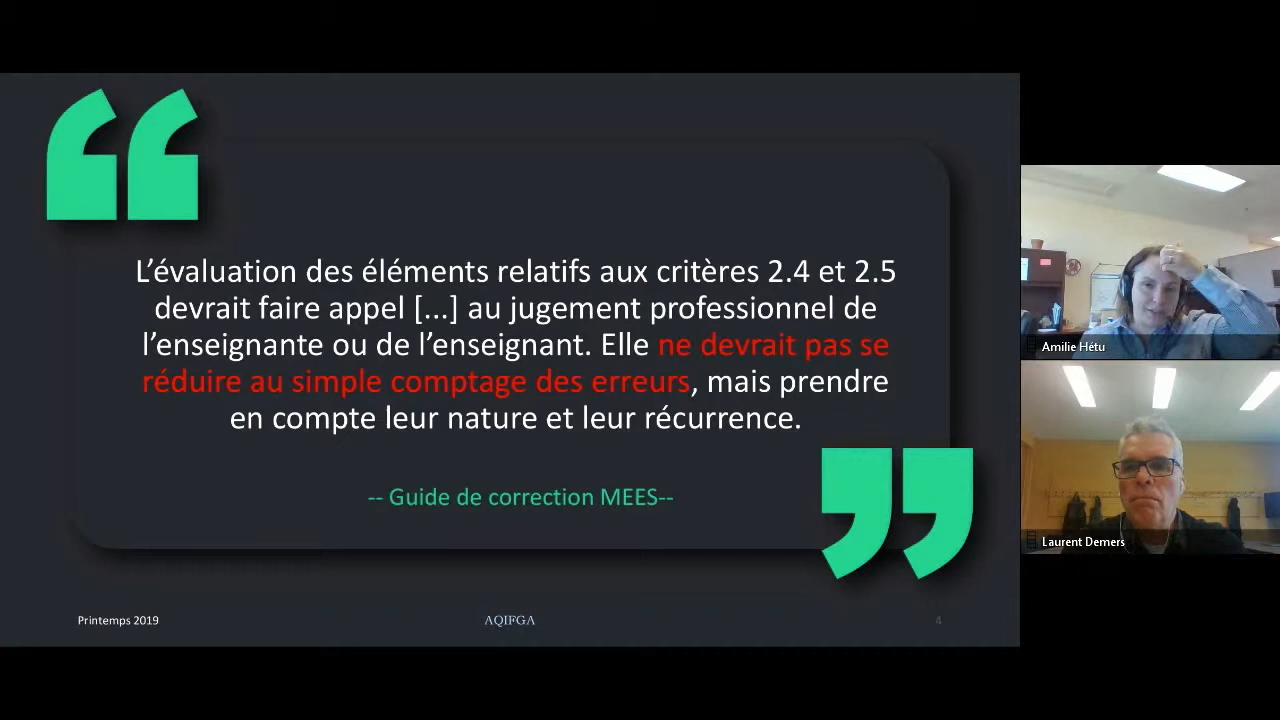 L’évaluation des éléments relatifs aux critères 2.4 et 2.5
devrait faire appel [...] au jugement professionnel de
l’enseignante ou de l’enseignant. Elle ne devrait pas se
réduire au simple comptage des erreurs, mais prendre
en compte leur nature et leur récurrence.
-- Guide de correction MEES--
Printemps 2019
AQIFGA
4
Amilie Hétu
Laurent Demers